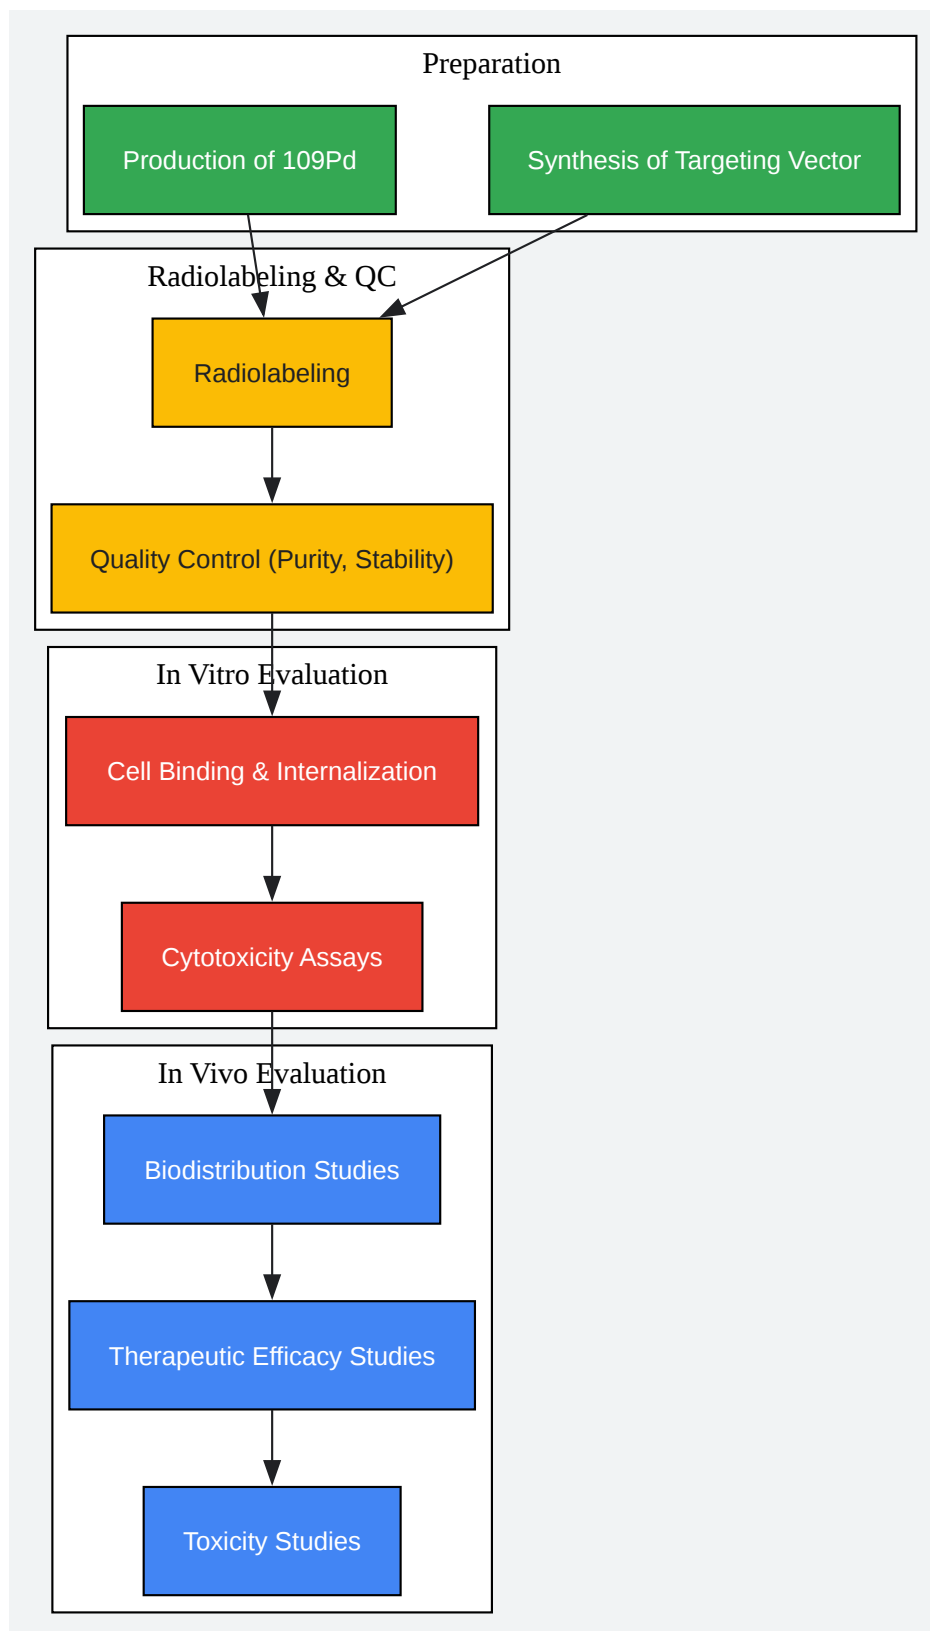 Preparation
Production of 109Pd
Synthesis of Targeting Vector
Radiolabeling & QC
Radiolabeling
Quality Control (Purity, Stability)
In Vitro Evaluation
Cell Binding & Internalization
Cytotoxicity Assays
In Vivo Evaluation
Biodistribution Studies
Therapeutic Efficacy Studies
Toxicity Studies